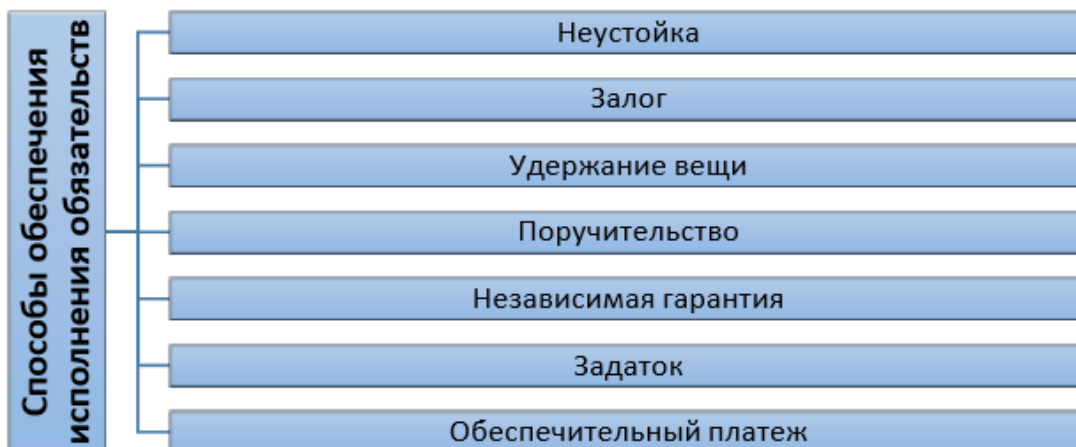 Способы обеспечения
исполнения обязательств
Неустойка
Залог
Удержание вещи
Поручительство
Независимая гарантия
Задаток
Обеспечительный платеж